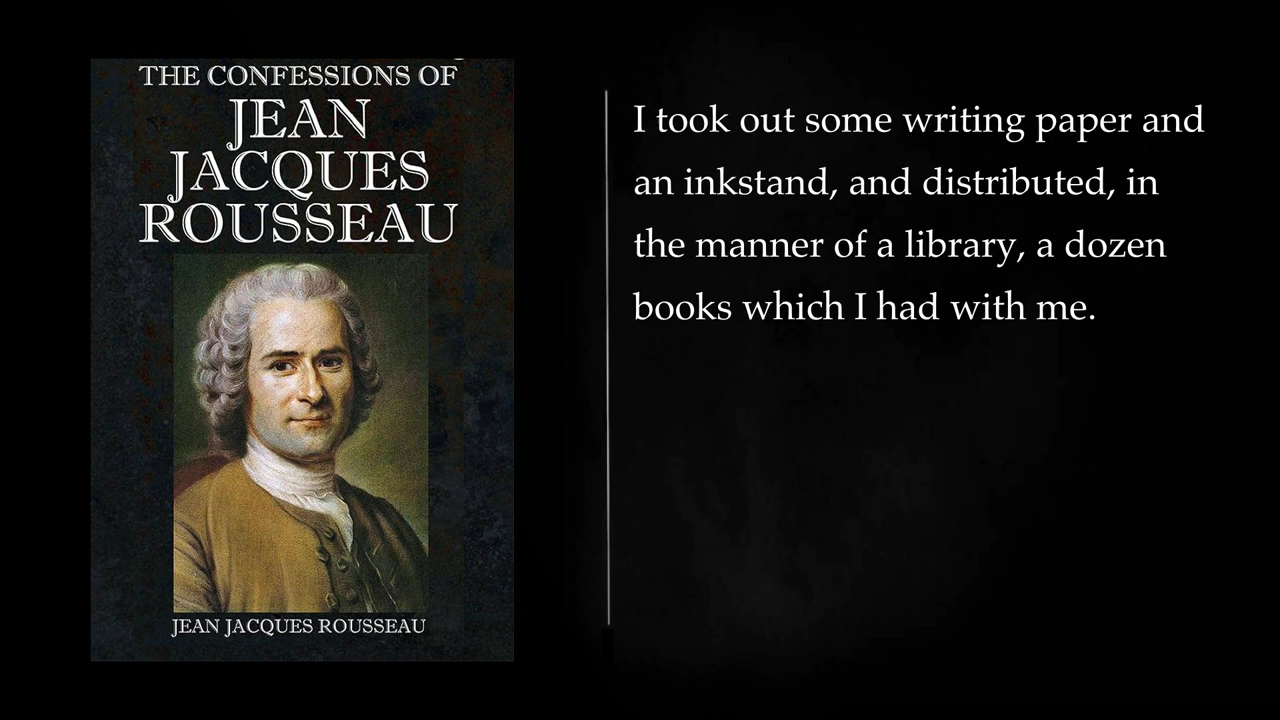 THE CONFESSIONS OF
JEAN
JACQUES
ROUSSEAU
JEAN JACQUES ROUSSEAU
I took out some writing paper and
an inkstand, and distributed, in
the manner of a library, a dozen
books which I had with me.